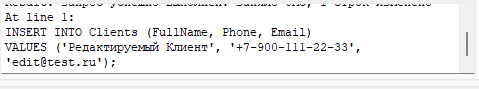 At line 1:
INSERT INTO Clients (FullName, Phone, Email)
VALUES ('Редактируемый Клиент', '+7-900-111-22-33',
'edit@test.ru');